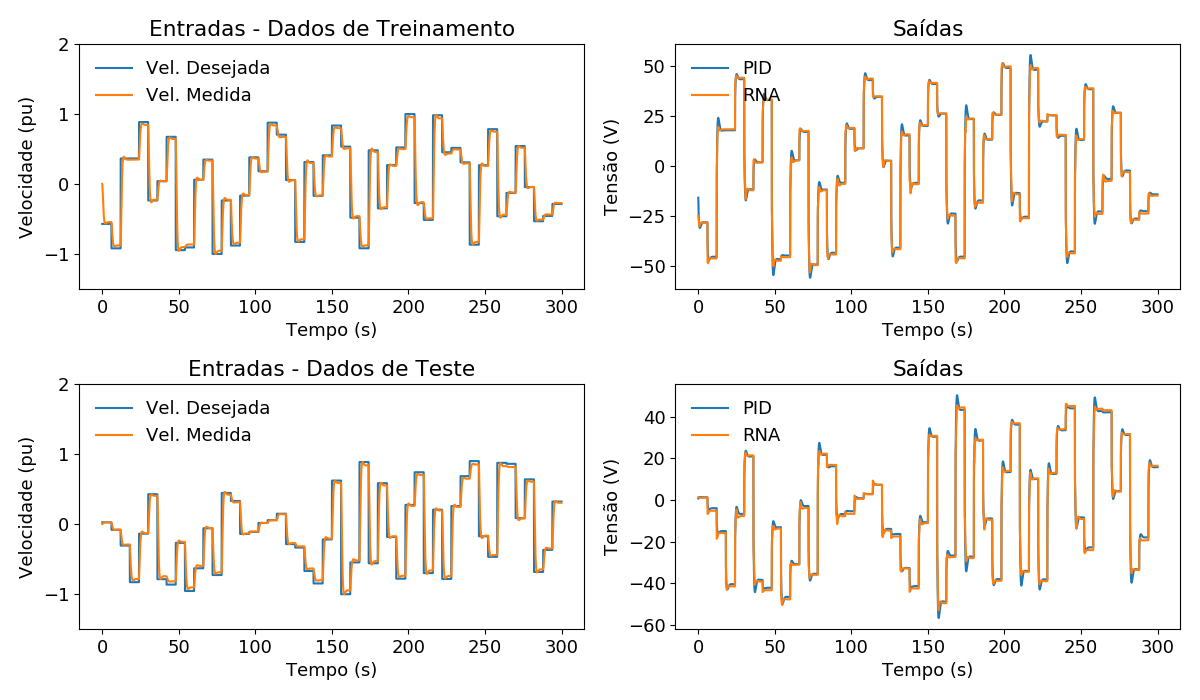 Entradas - Dados de Treinamento
2
1
0
−1
Velocidade (pu)
Vel. Desejada
Vel. Medida
0 50 100 150 200 250 300
Tempo (s)
Saídas
50
25
0
−25
−50
Tensão (V)
PID
RNA
0 50 100 150 200 250 300
Tempo (s)
Entradas - Dados de Teste
2
1
0
−1
Velocidade (pu)
Vel. Desejada
Vel. Medida
0 50 100 150 200 250 300
Tempo (s)
Saídas
40
20
0
−20
−40
−60
Tensão (V)
PID
RNA
0 50 100 150 200 250 300
Tempo (s)